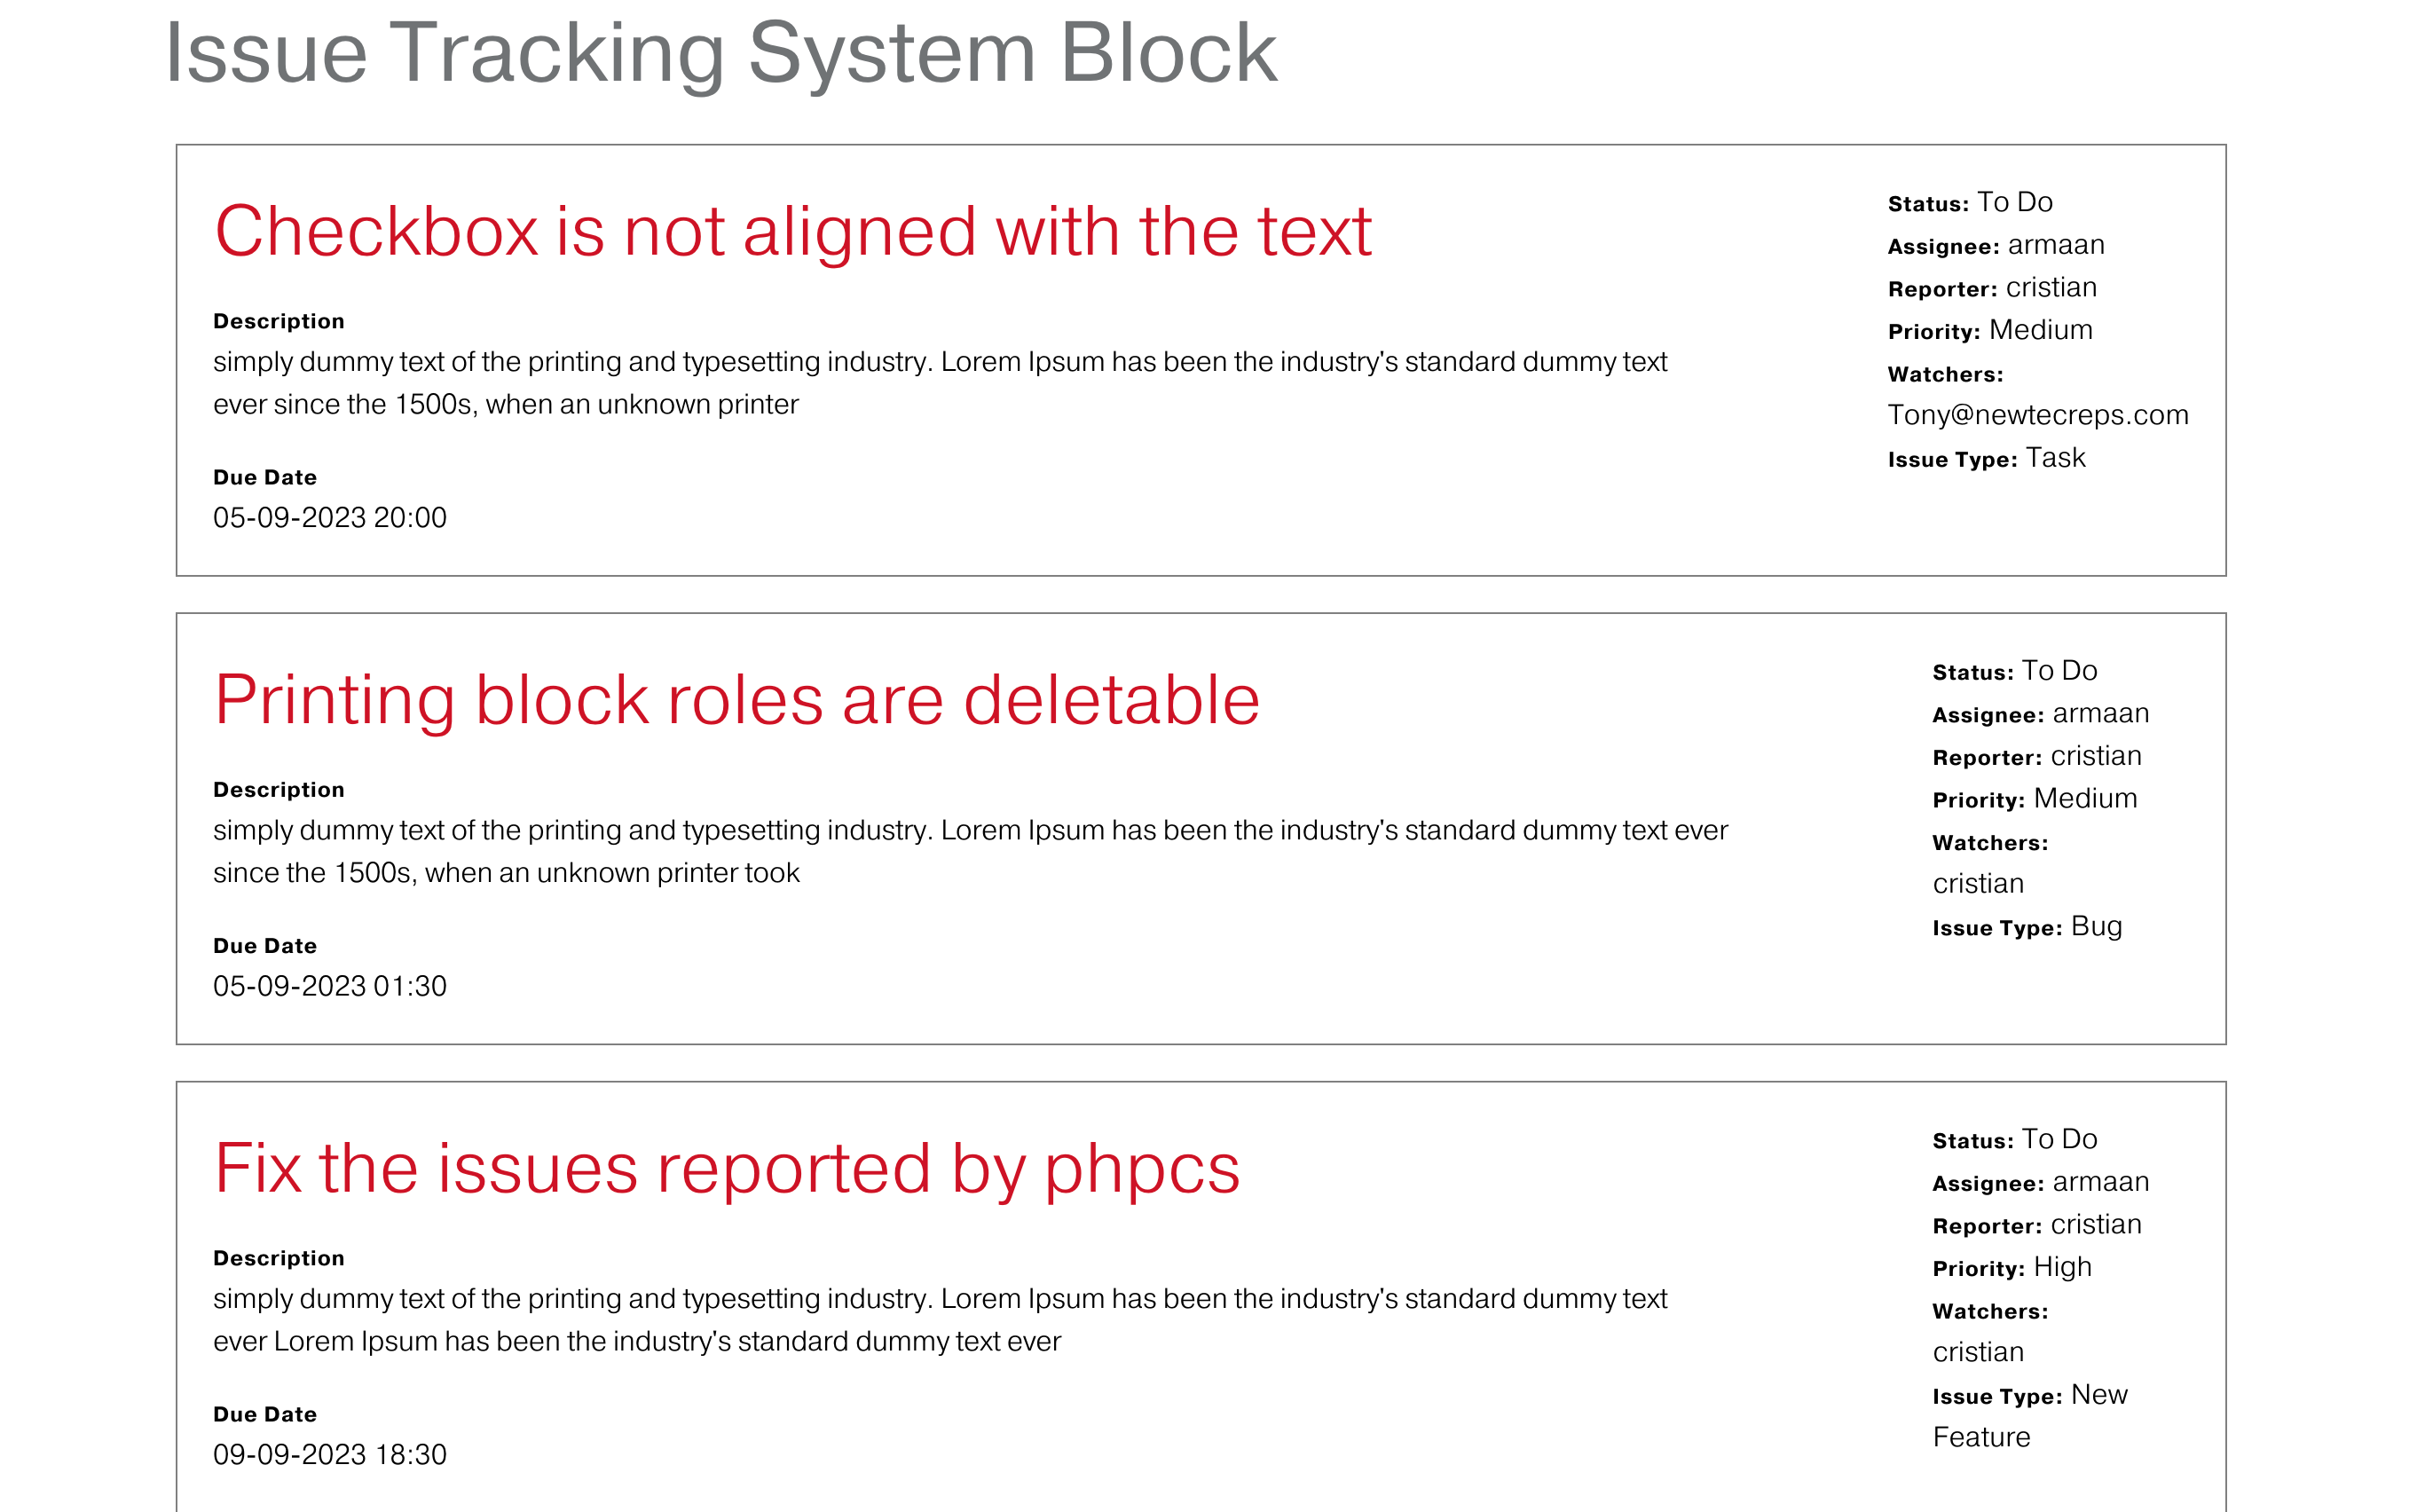 Issue Tracking System Block
Checkbox is not aligned with the text
Description
simply dummy text of the printing and typesetting industry. Lorem Ipsum has been the industry's standard dummy text
ever since the 1500s, when an unknown printer
Due Date
05-09-2023 20:00
Status: To Do
Assignee: armaan
Reporter: cristian
Priority: Medium
Watchers:
Tony@newtecreps.com
Issue Type: Task
Printing block roles are deletable
Description
simply dummy text of the printing and typesetting industry. Lorem Ipsum has been the industry's standard dummy text ever
since the 1500s, when an unknown printer took
Due Date
05-09-2023 01:30
Status: To Do
Assignee: armaan
Reporter: cristian
Priority: Medium
Watchers:
cristian
Issue Type: Bug
Fix the issues reported by phpcs
Description
simply dummy text of the printing and typesetting industry. Lorem Ipsum has been the industry's standard dummy text
ever Lorem Ipsum has been the industry's standard dummy text ever
Due Date
09-09-2023 18:30
Status: To Do
Assignee: armaan
Reporter: cristian
Priority: High
Watchers:
cristian
Issue Type: New
Feature